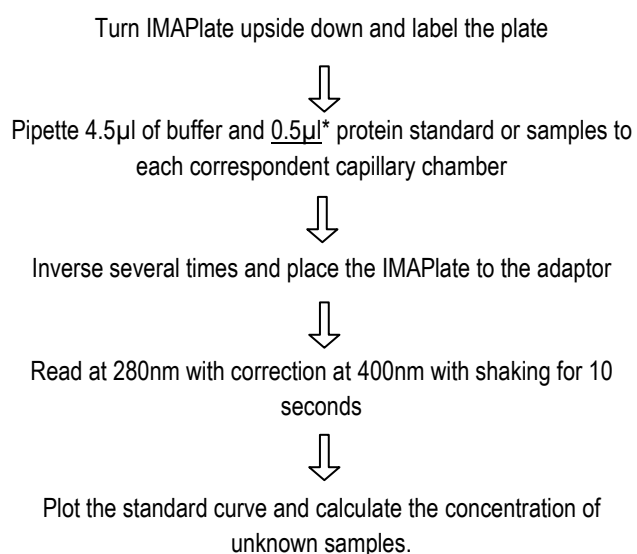 Turn IMAPlate upside down and label the plate
Pipette 4.5µl of buffer and 0.5µl* protein standard or samples to
each correspondent capillary chamber
Inverse several times and place the IMAPlate to the adaptor
Read at 280nm with correction at 400nm with shaking for 10
seconds
Plot the standard curve and calculate the concentration of
unknown samples.